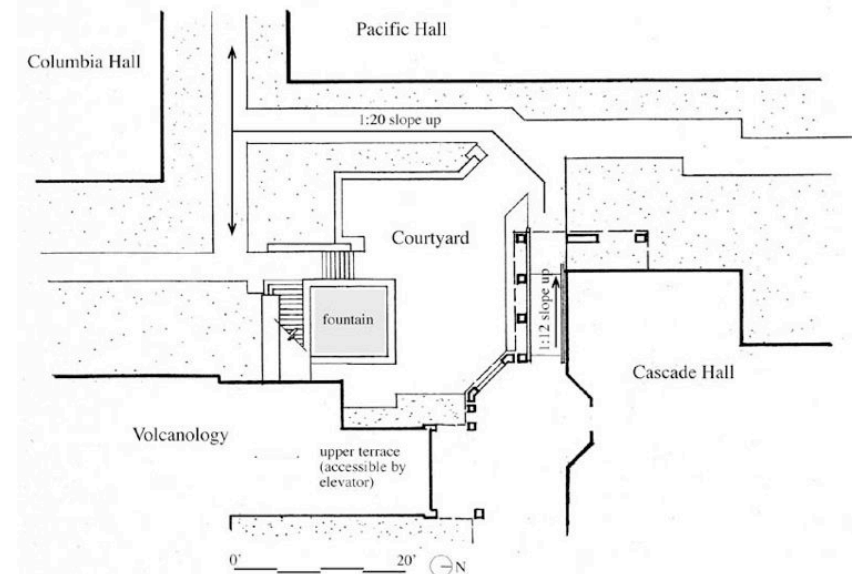 Pacific Hall
Columbia Hall
1:20 slope up
Courtyard
1:12 slope up
fountain
Cascade Hall
Volcanology
upper terrace
(accessible by
elevator)
0' 20' N